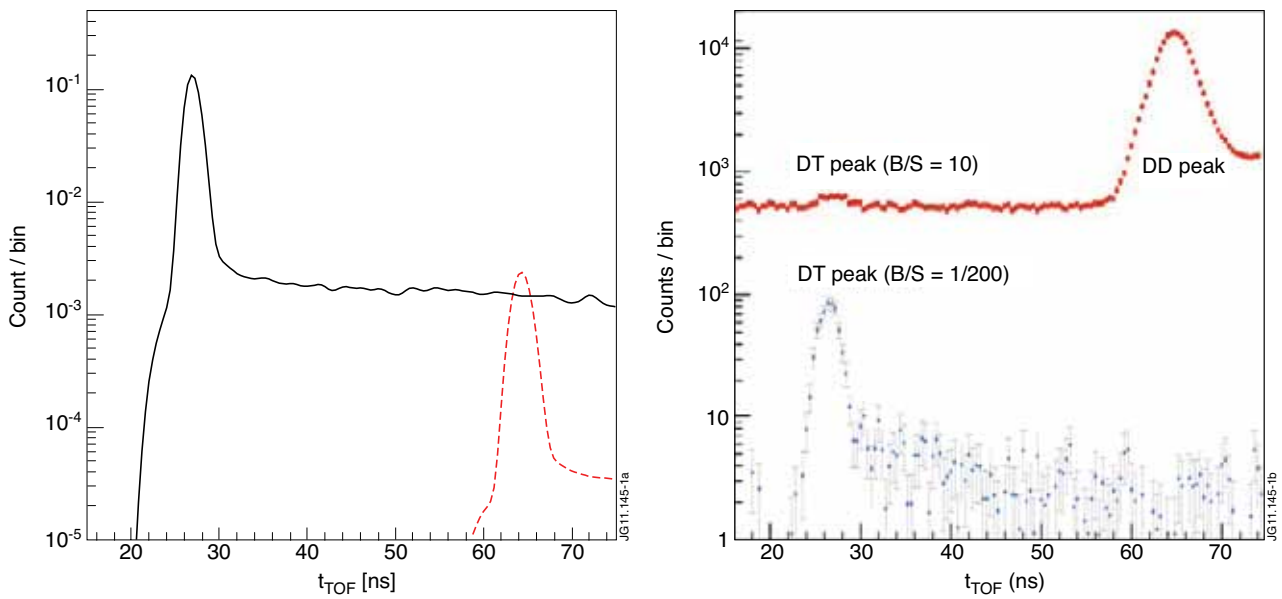 Count / bin
10^-1
10^-2
10^-3
10^-4
10^-5
20 30 40 50 60 70
t_TOF [ns]
JG11.145-1a
Counts / bin
10^4
10^3
10^2
10
1
DT peak (B/S = 10)
DD peak
DT peak (B/S = 1/200)
20 30 40 50 60 70
t_TOF (ns)
JG11.145-1b